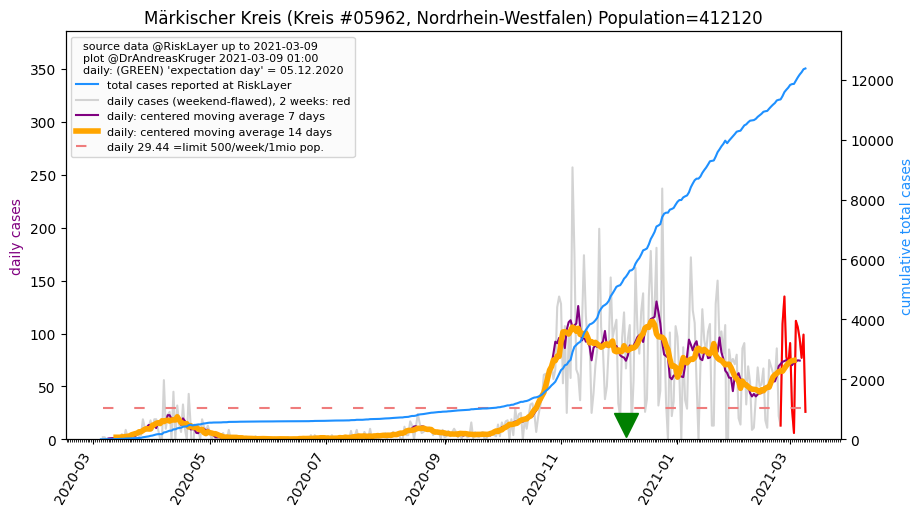 Märkischer Kreis (Kreis #05962, Nordrhein-Westfalen) Population=412120
source data @RiskLayer up to 2021-03-09
plot @DrAndreasKruger 2021-03-09 01:00
daily: (GREEN) 'expectation day' = 05.12.2020
total cases reported at RiskLayer
daily cases (weekend-flawed), 2 weeks: red
daily: centered moving average 7 days
daily: centered moving average 14 days
daily 29.44 =limit 500/week/1mio pop.
daily cases
350
300
250
200
150
100
50
0
cumulative total cases
12000
10000
8000
6000
4000
2000
0
2020-03
2020-05
2020-07
2020-09
2020-11
2021-01
2021-03